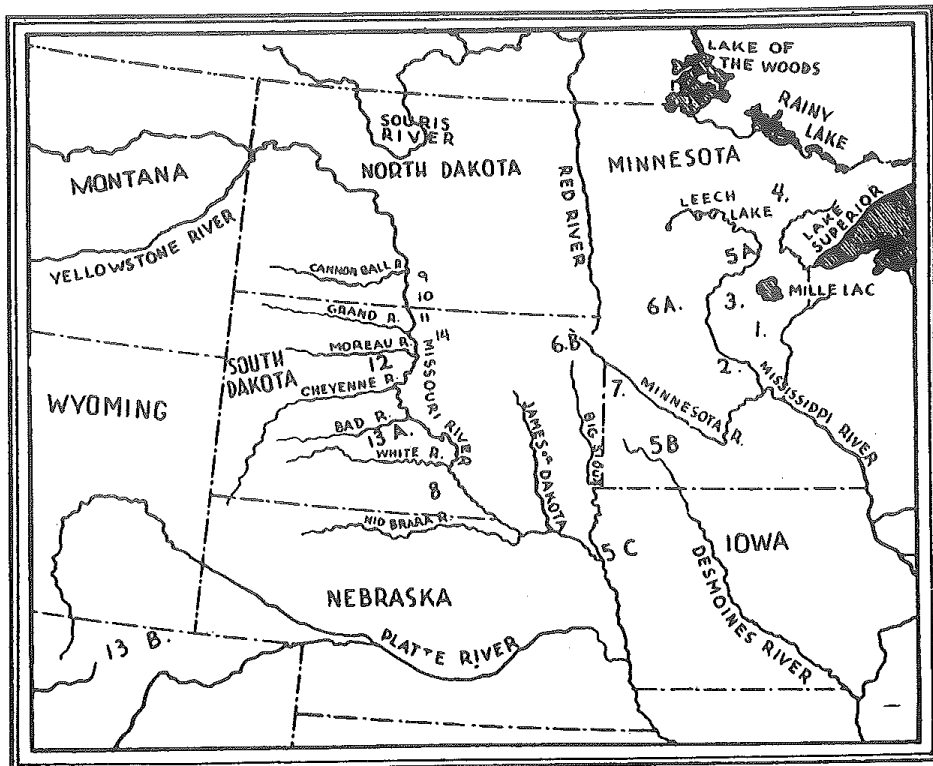 LAKE OF
THE WOODS
RAINY
LAKE
SOURIS
RIVER
NORTH DAKOTA
MINNESOTA
MONTANA
RED RIVER
LEECH
LAKE
4.
LAKE
SUPERIOR
YELLOWSTONE RIVER
5A
CANNON BALL R.
9
10
11
6A.
3.
MILLE LAC
1.
GRAND R.
14
MOREAU R.
6.B
2.
SOUTH
DAKOTA
12
CHEYENNE R.
MISSOURI RIVER
7.
MINNESOTA R.
MISSISSIPPI RIVER
WYOMING
BAD R.
13 A.
WHITE R.
JAMES OR DAKOTA
BIG SIOUX
5B
8
NIOBRARA R.
5 C
IOWA
NEBRASKA
DESMOINES RIVER
PLATTE RIVER
13 B.